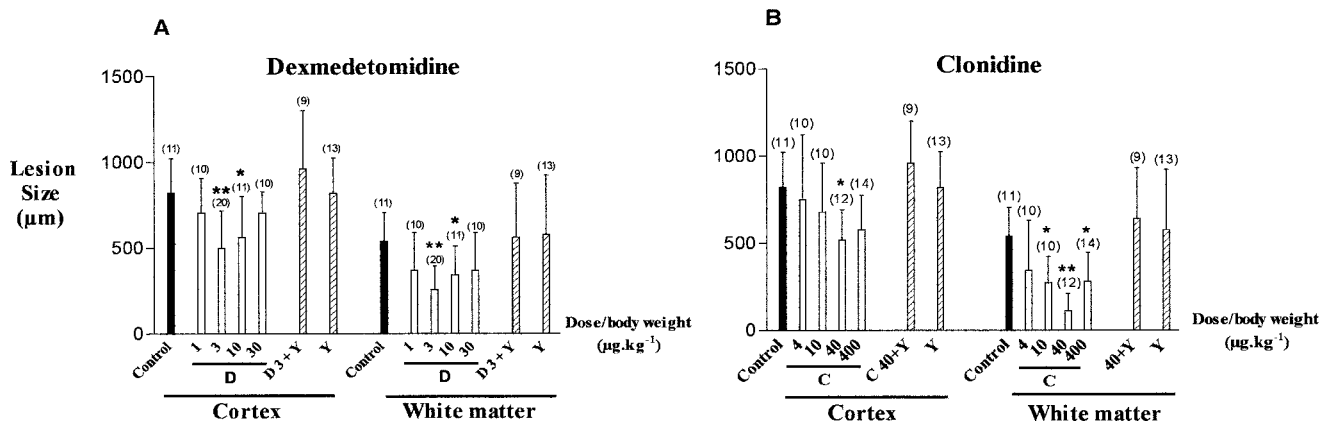 A
Dexmedetomidine
1500
1000
500
0
Lesion
Size
(µm)
(11)
(10)
**
(20)
*
(11)
(10)
(9)
(13)
(11)
(10)
**
(20)
*
(11)
(10)
(9)
(13)
Control
1
3
10
30
D 3 + Y
Y
Control
1
3
10
30
D 3 + Y
Y
D
D
Cortex
White matter
Dose/body weight
(µg.kg⁻¹)
B
Clonidine
1500
1000
500
0
(11)
(10)
(10)
*
(12)
(14)
(9)
(13)
(11)
(10)
*
(10)
**
(12)
*
(14)
(9)
(13)
Control
4
10
40
400
C 40+Y
Y
Control
4
10
40
400
40+Y
Y
C
C
Cortex
White matter
Dose/body weight
(µg.kg⁻¹)